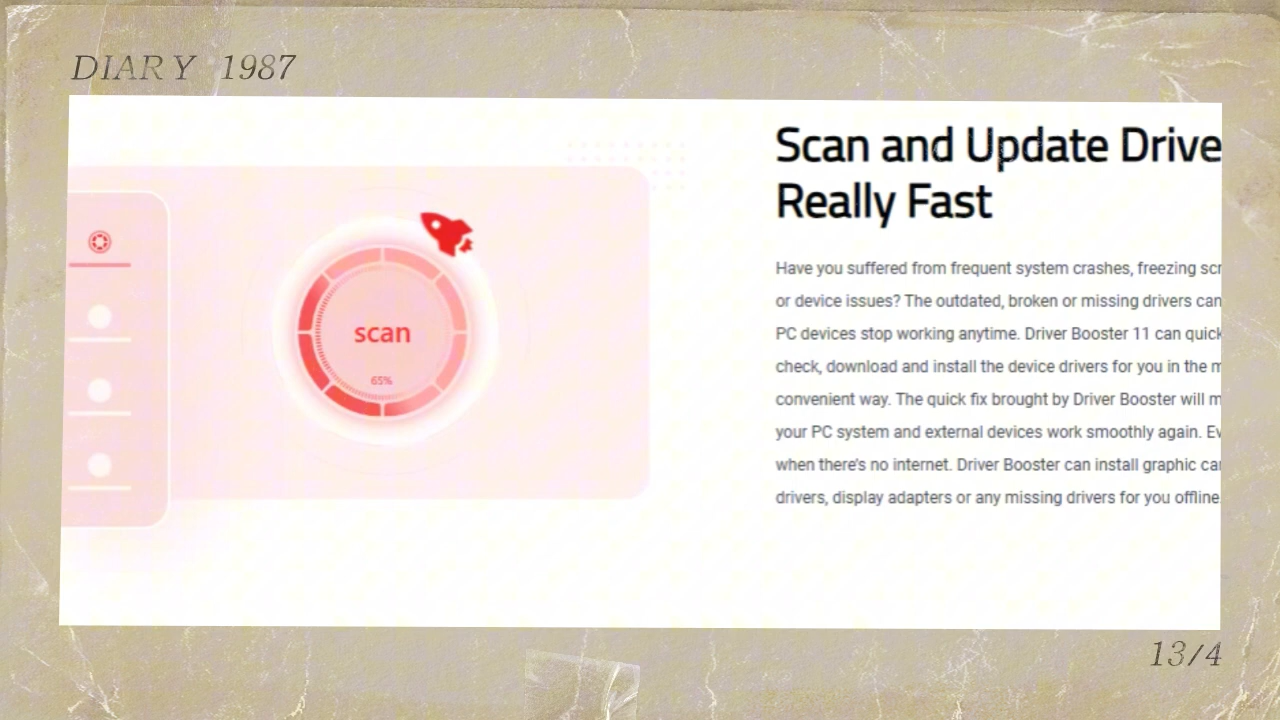 DIARY 1987
Scan and Update Drive
Really Fast
scan
65%
Have you suffered from frequent system crashes, freezing scr
or device issues? The outdated, broken or missing drivers can
PC devices stop working anytime. Driver Booster 11 can quick
check, download and install the device drivers for you in the m
convenient way. The quick fix brought by Driver Booster will m
your PC system and external devices work smoothly again. Ev
when there's no internet. Driver Booster can install graphic car
drivers, display adapters or any missing drivers for you offline
13/4